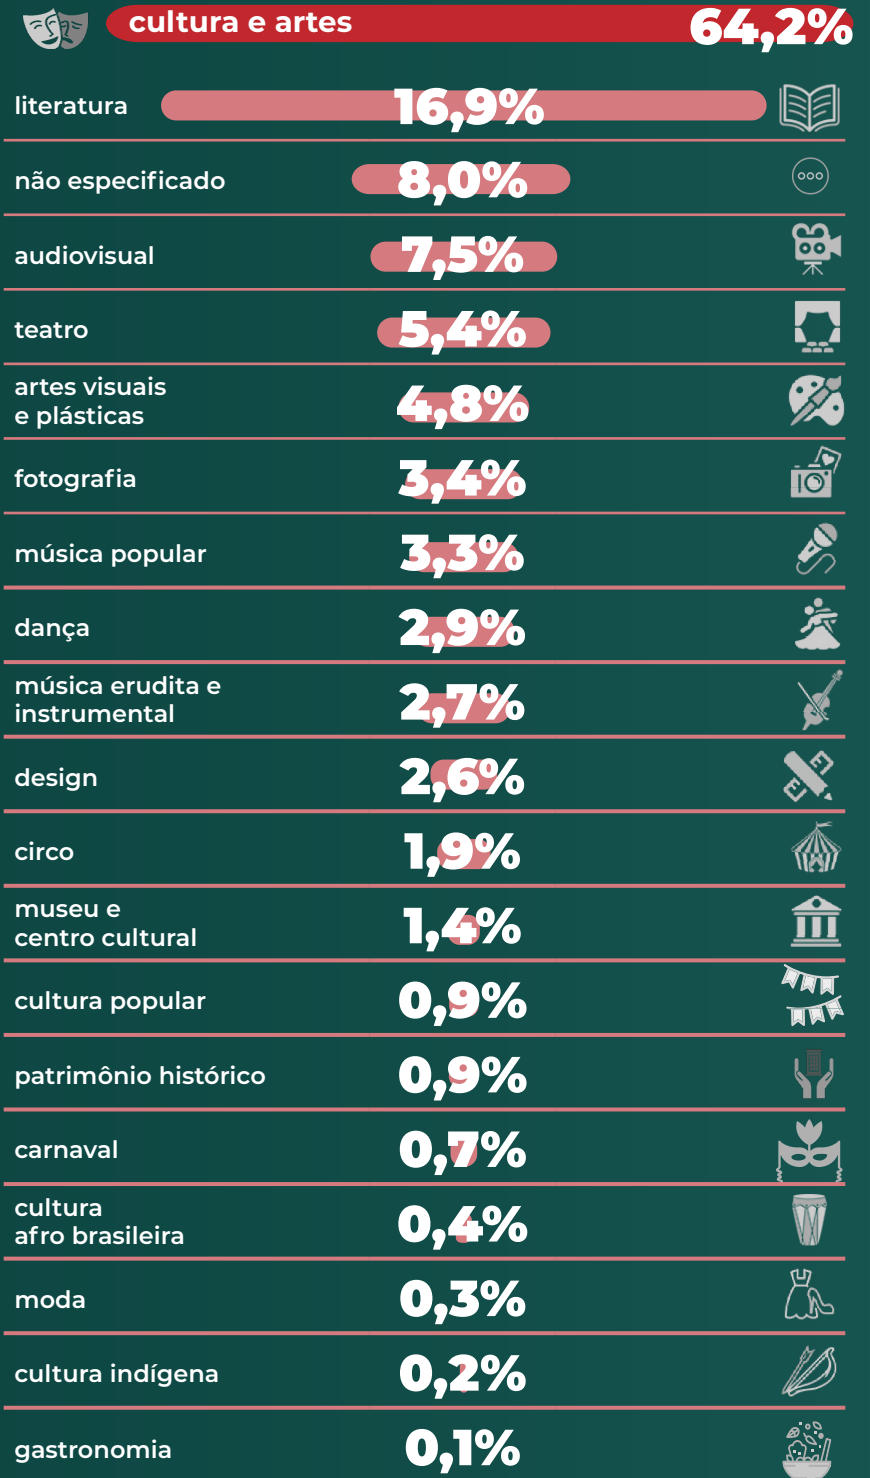 cultura e artes 64,2%
literatura 16,9%
não especificado 8,0%
audiovisual 7,5%
teatro 5,4%
artes visuais
e plásticas 4,8%
fotografia 3,4%
música popular 3,3%
dança 2,9%
música erudita e
instrumental 2,7%
design 2,6%
circo 1,9%
museu e
centro cultural 1,4%
cultura popular 0,9%
patrimônio histórico 0,9%
carnaval 0,7%
cultura
afro brasileira 0,4%
moda 0,3%
cultura indígena 0,2%
gastronomia 0,1%